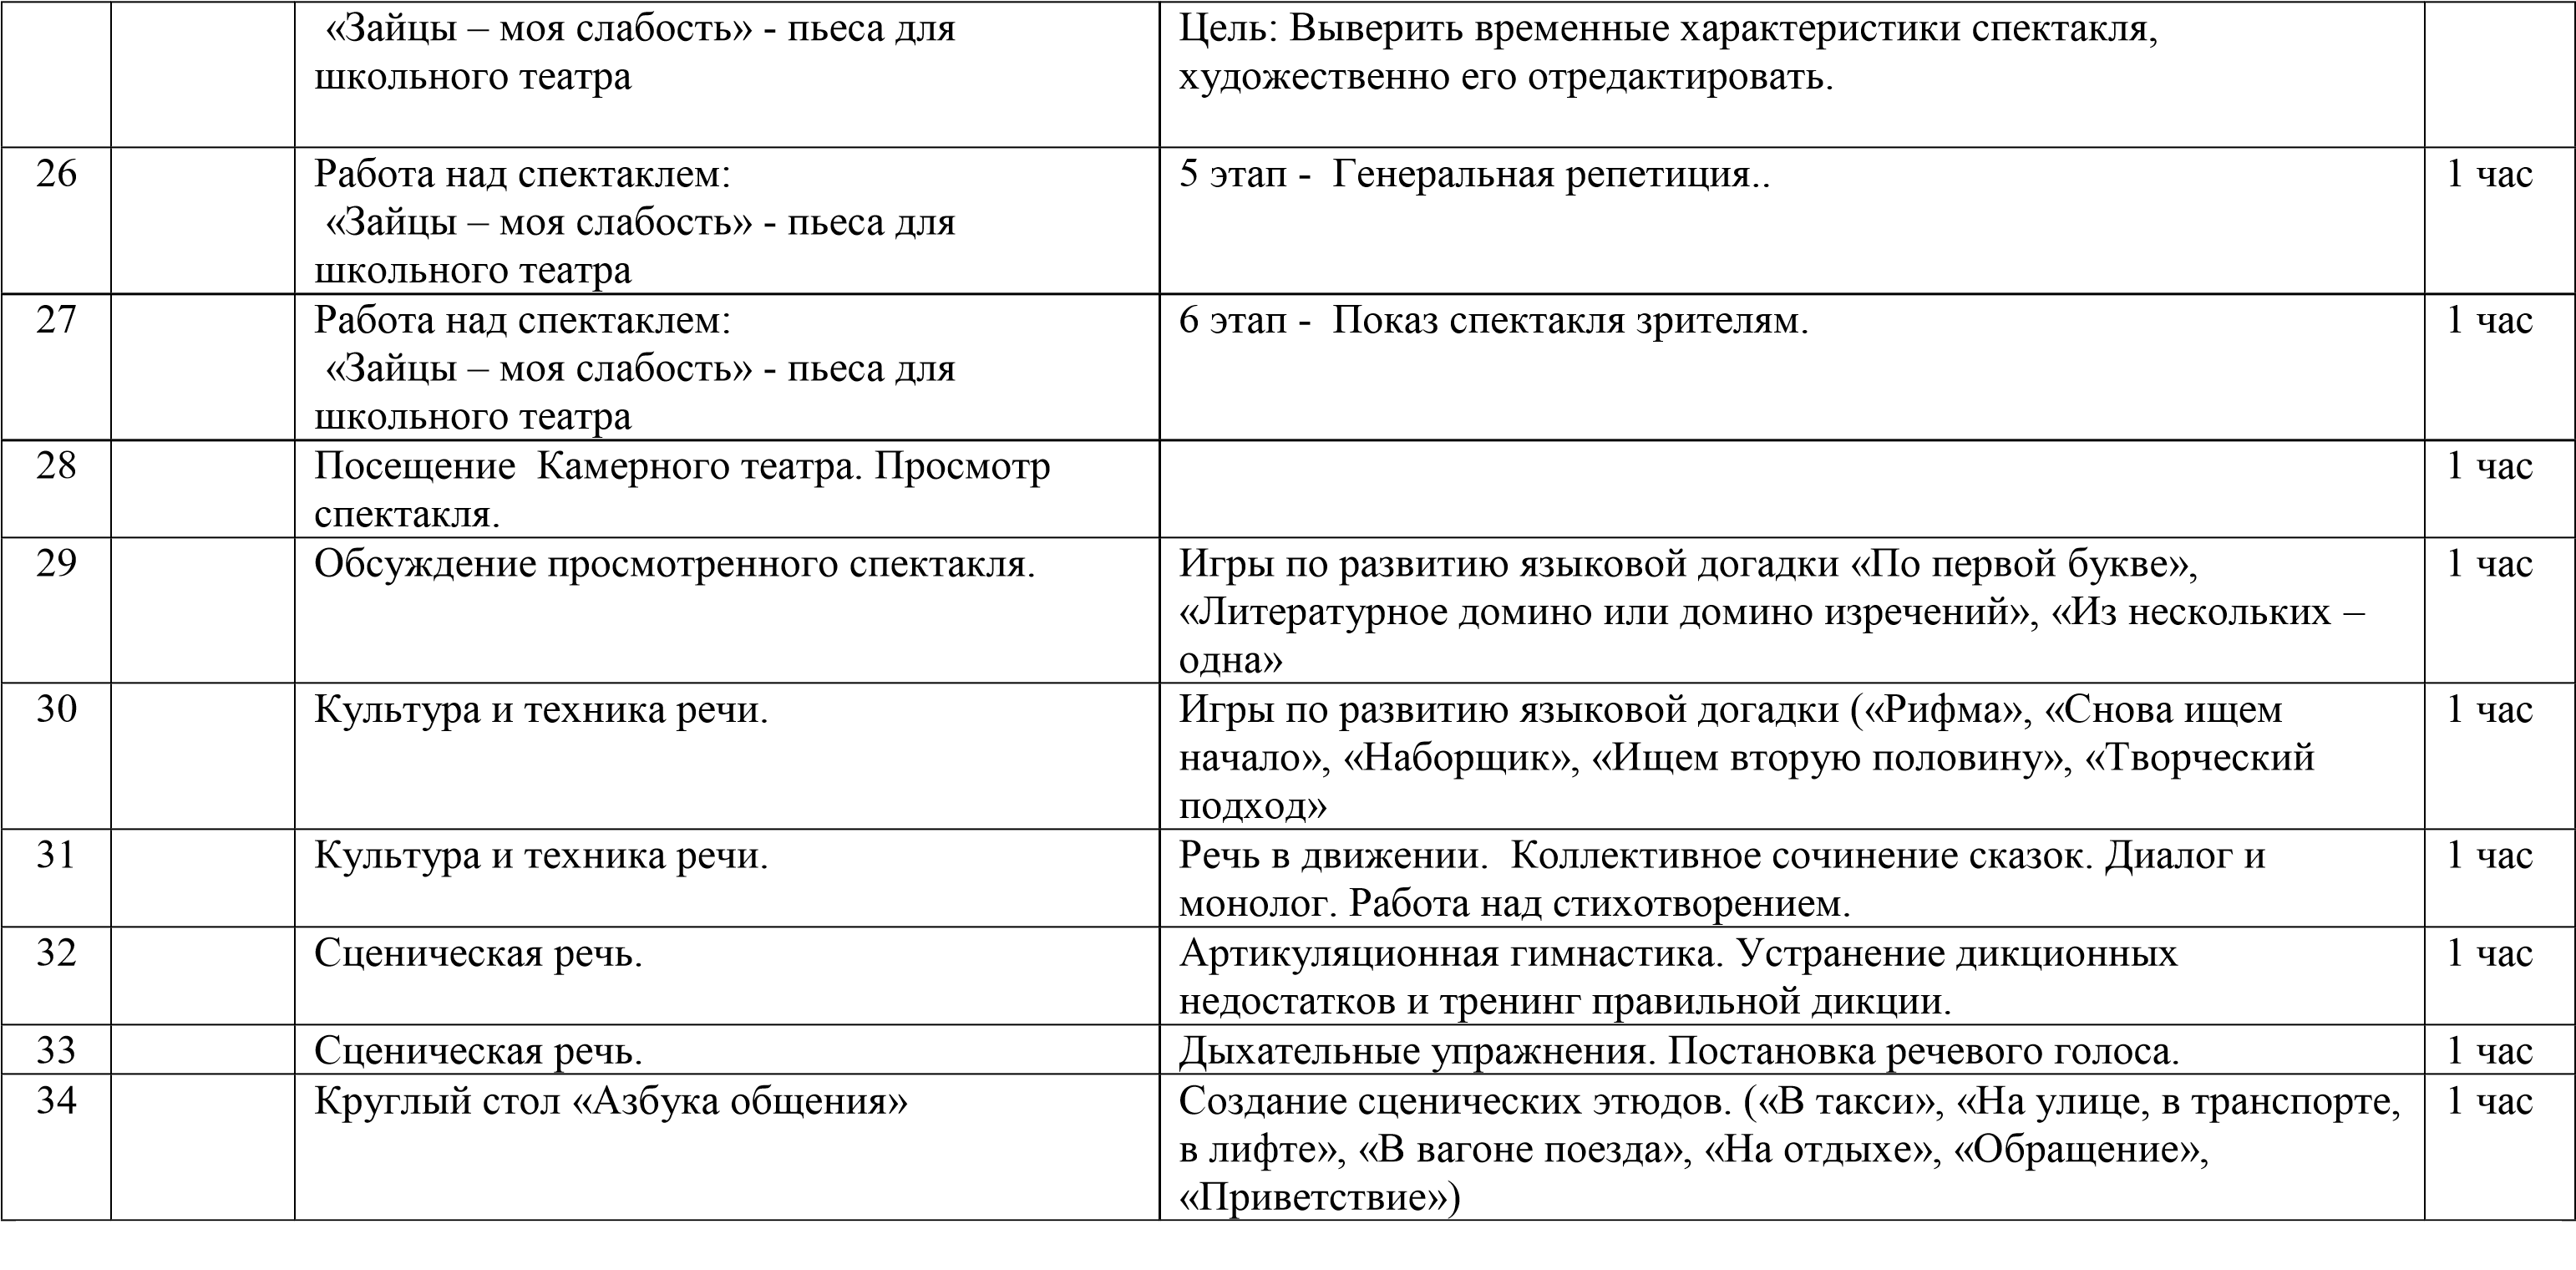 «Зайцы – моя слабость» - пьеса для
школьного театра
Цель: Выверить временные характеристики спектакля,
художественно его отредактировать.
26
Работа над спектаклем:
«Зайцы – моя слабость» - пьеса для
школьного театра
5 этап -  Генеральная репетиция..
1 час
27
Работа над спектаклем:
«Зайцы – моя слабость» - пьеса для
школьного театра
6 этап -  Показ спектакля зрителям.
1 час
28
Посещение  Камерного театра. Просмотр
спектакля.
1 час
29
Обсуждение просмотренного спектакля.
Игры по развитию языковой догадки «По первой букве»,
«Литературное домино или домино изречений», «Из нескольких –
одна»
1 час
30
Культура и техника речи.
Игры по развитию языковой догадки («Рифма», «Снова ищем
начало», «Наборщик», «Ищем вторую половину», «Творческий
подход»
1 час
31
Культура и техника речи.
Речь в движении.  Коллективное сочинение сказок. Диалог и
монолог. Работа над стихотворением.
1 час
32
Сценическая речь.
Артикуляционная гимнастика. Устранение дикционных
недостатков и тренинг правильной дикции.
1 час
33
Сценическая речь.
Дыхательные упражнения. Постановка речевого голоса.
1 час
34
Круглый стол «Азбука общения»
Создание сценических этюдов. («В такси», «На улице, в транспорте,
в лифте», «В вагоне поезда», «На отдыхе», «Обращение»,
«Приветствие»)
1 час